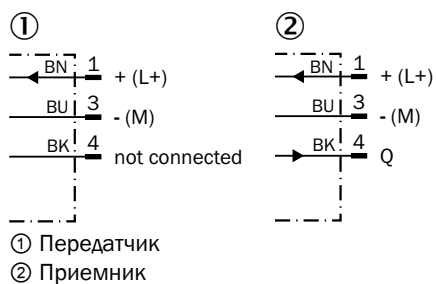 ① ②
BN 1 + (L+)
BU 3 - (M)
BK 4 not connected
BN 1 + (L+)
BU 3 - (M)
BK 4 Q
① Передатчик
② Приемник